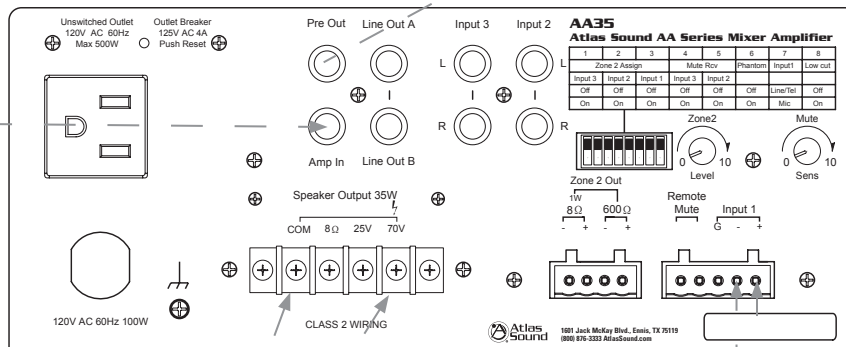 Unswitched Outlet
120V AC 60Hz
Max 500W
Outlet Breaker
125V AC 4A
Push Reset
Pre Out
Line Out A
Input 3
Input 2
L
L
R
R
Amp In
Line Out B
AA35
Atlas Sound AA Series Mixer Amplifier
1 2 3 4 5 6 7 8
Zone 2 Assign Mute Rcv Phantom Input1 Low cut
Input 3 Input 2 Input 1 Input 3 Input 2
Off Off Off Off Off Off Line/Tel Off
On On On On On On Mic On
Zone2
0 10
Level
Mute
0 10
Sens
Speaker Output 35W
COM 8Ω 25V 70V
CLASS 2 WIRING
120V AC 60Hz 100W
Zone 2 Out
1W
8Ω 600Ω
- + - +
Remote
Mute
Input 1
G - +
Atlas
Sound
1601 Jack McKay Blvd., Ennis, TX 75119
(800) 876-3333 AtlasSound.com